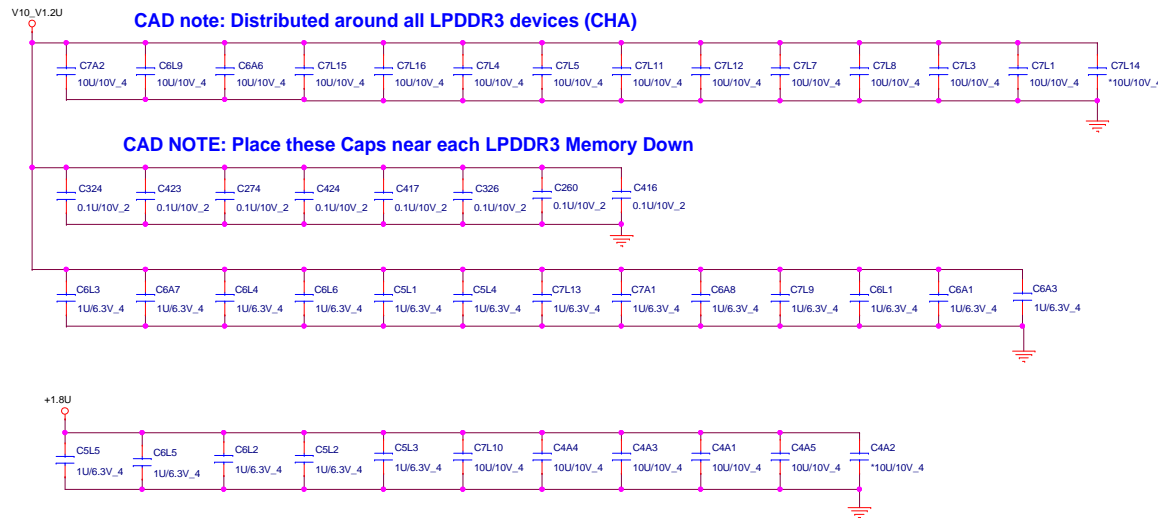 V10_V1.2U
CAD note: Distributed around all LPDDR3 devices (CHA)
C7A2 C6L9 C6A6 C7L15 C7L16 C7L4 C7L5 C7L11 C7L12 C7L7 C7L8 C7L3 C7L1 C7L14
10U/10V_4 10U/10V_4 10U/10V_4 10U/10V_4 10U/10V_4 10U/10V_4 10U/10V_4 10U/10V_4 10U/10V_4 10U/10V_4 10U/10V_4 10U/10V_4 10U/10V_4 *10U/10V_4
CAD NOTE: Place these Caps near each LPDDR3 Memory Down
C324 C423 C274 C424 C417 C326 C260 C416
0.1U/10V_2 0.1U/10V_2 0.1U/10V_2 0.1U/10V_2 0.1U/10V_2 0.1U/10V_2 0.1U/10V_2 0.1U/10V_2
C6L3 C6A7 C6L4 C6L6 C5L1 C5L4 C7L13 C7A1 C6A8 C7L9 C6L1 C6A1 C6A3
1U/6.3V_4 1U/6.3V_4 1U/6.3V_4 1U/6.3V_4 1U/6.3V_4 1U/6.3V_4 1U/6.3V_4 1U/6.3V_4 1U/6.3V_4 1U/6.3V_4 1U/6.3V_4 1U/6.3V_4 1U/6.3V_4
+1.8U
C5L5 C6L5 C6L2 C5L2 C5L3 C7L10 C4A4 C4A3 C4A1 C4A5 C4A2
1U/6.3V_4 1U/6.3V_4 1U/6.3V_4 1U/6.3V_4 1U/6.3V_4 10U/10V_4 10U/10V_4 10U/10V_4 10U/10V_4 10U/10V_4 *10U/10V_4